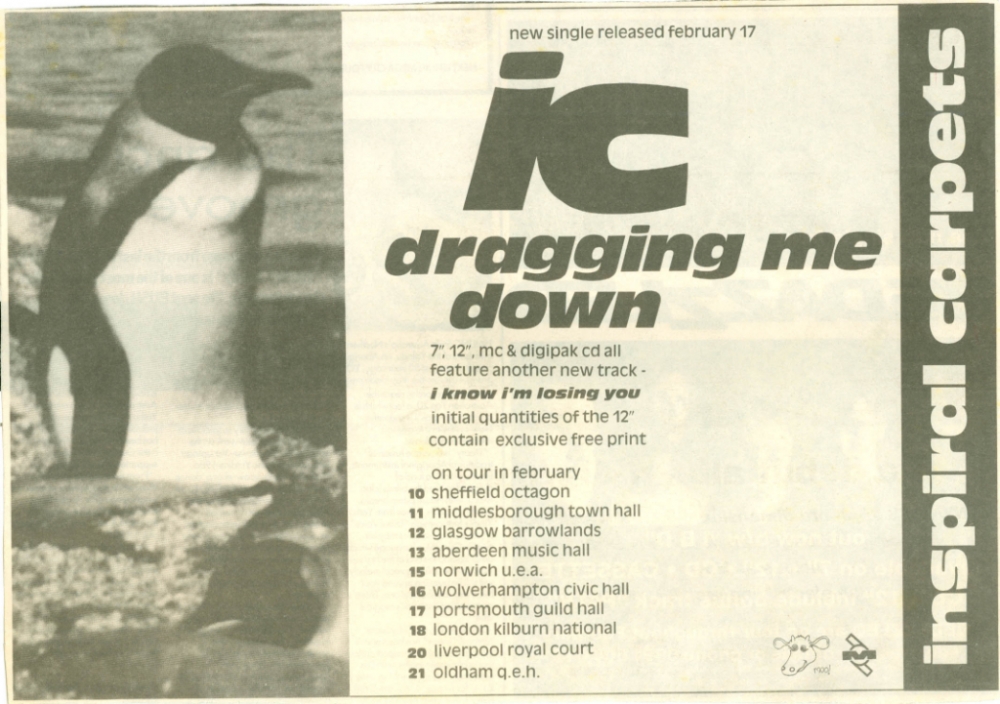 new single released february 17
ic
dragging me
down
7", 12", mc & digipak cd all
feature another new track -
i know i'm losing you
initial quantities of the 12"
contain exclusive free print
on tour in february
10 sheffield octagon
11 middlesborough town hall
12 glasgow barrowlands
13 aberdeen music hall
15 norwich u.e.a.
16 wolverhampton civic hall
17 portsmouth guild hall
18 london kilburn national
20 liverpool royal court
21 oldham q.e.h.
moo!
inspiral carpets